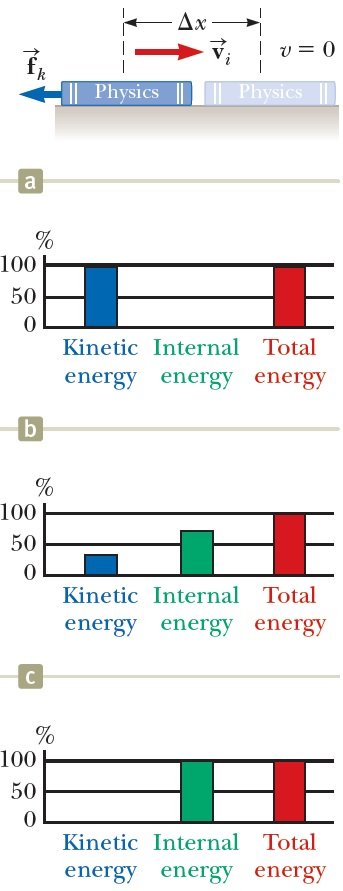 Δx
v⃗ᵢ
v = 0
f⃗ₖ
Physics
Physics
a
%
100
50
0
Kinetic energy
Internal energy
Total energy
b
%
100
50
0
Kinetic energy
Internal energy
Total energy
c
%
100
50
0
Kinetic energy
Internal energy
Total energy